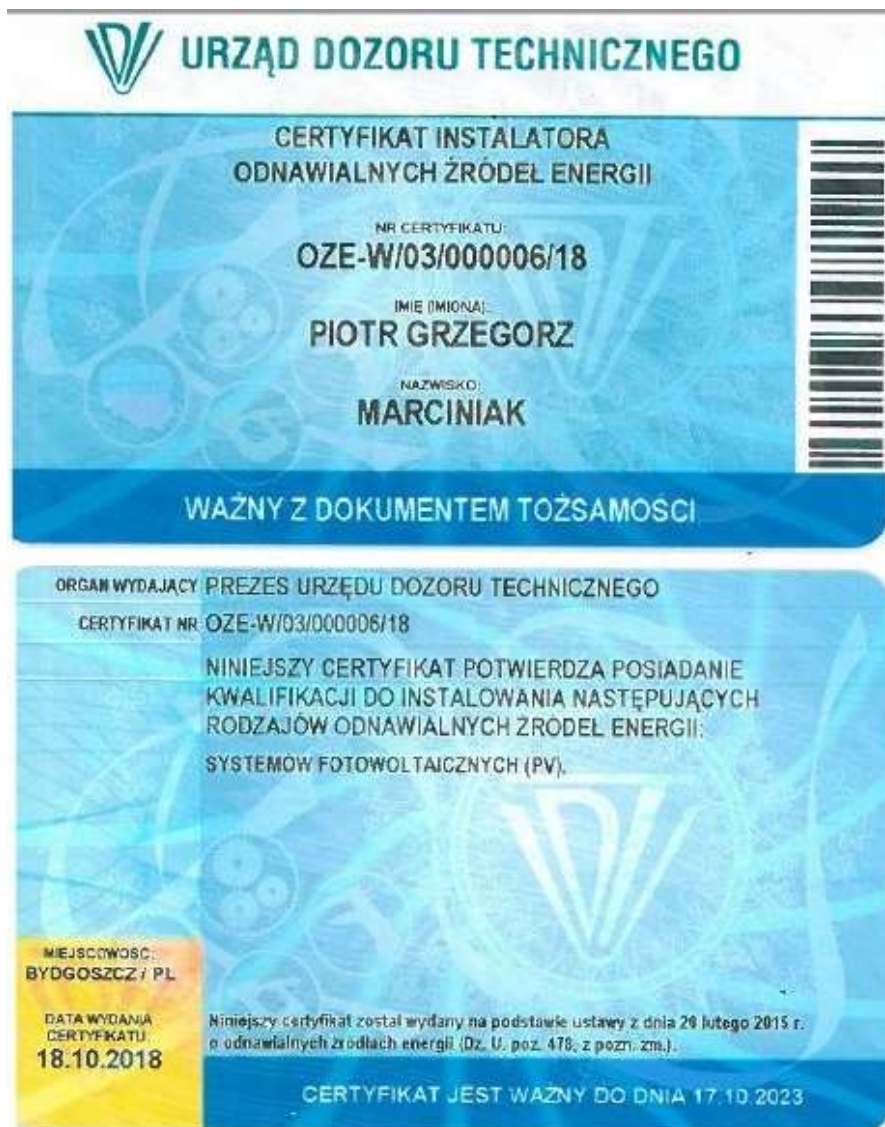 URZĄD DOZORU TECHNICZNEGO
CERTYFIKAT INSTALATORA
ODNAWIALNYCH ŹRÓDEŁ ENERGII
NR CERTYFIKATU:
OZE-W/03/000006/18
IMIĘ (IMIONA):
PIOTR GRZEGORZ
NAZWISKO:
MARCINIAK
WAŻNY Z DOKUMENTEM TOŻSAMOŚCI
ORGAN WYDAJĄCY PREZES URZĘDU DOZORU TECHNICZNEGO
CERTYFIKAT NR OZE-W/03/000006/18
NINIEJSZY CERTYFIKAT POTWIERDZA POSIADANIE
KWALIFIKACJI DO INSTALOWANIA NASTĘPUJĄCYCH
RODZAJÓW ODNAWIALNYCH ŹRÓDEŁ ENERGII:
SYSTEMÓW FOTOWOLTAICZNYCH (PV).
MIEJSCOWOŚĆ:
BYDGOSZCZ / PL
DATA WYDANIA
CERTYFIKATU:
18.10.2018
Niniejszy certyfikat został wydany na podstawie ustawy z dnia 20 lutego 2015 r.
o odnawialnych źródłach energii (Dz. U. poz. 478, z późn. zm.).
CERTYFIKAT JEST WAŻNY DO DNIA 17.10.2023